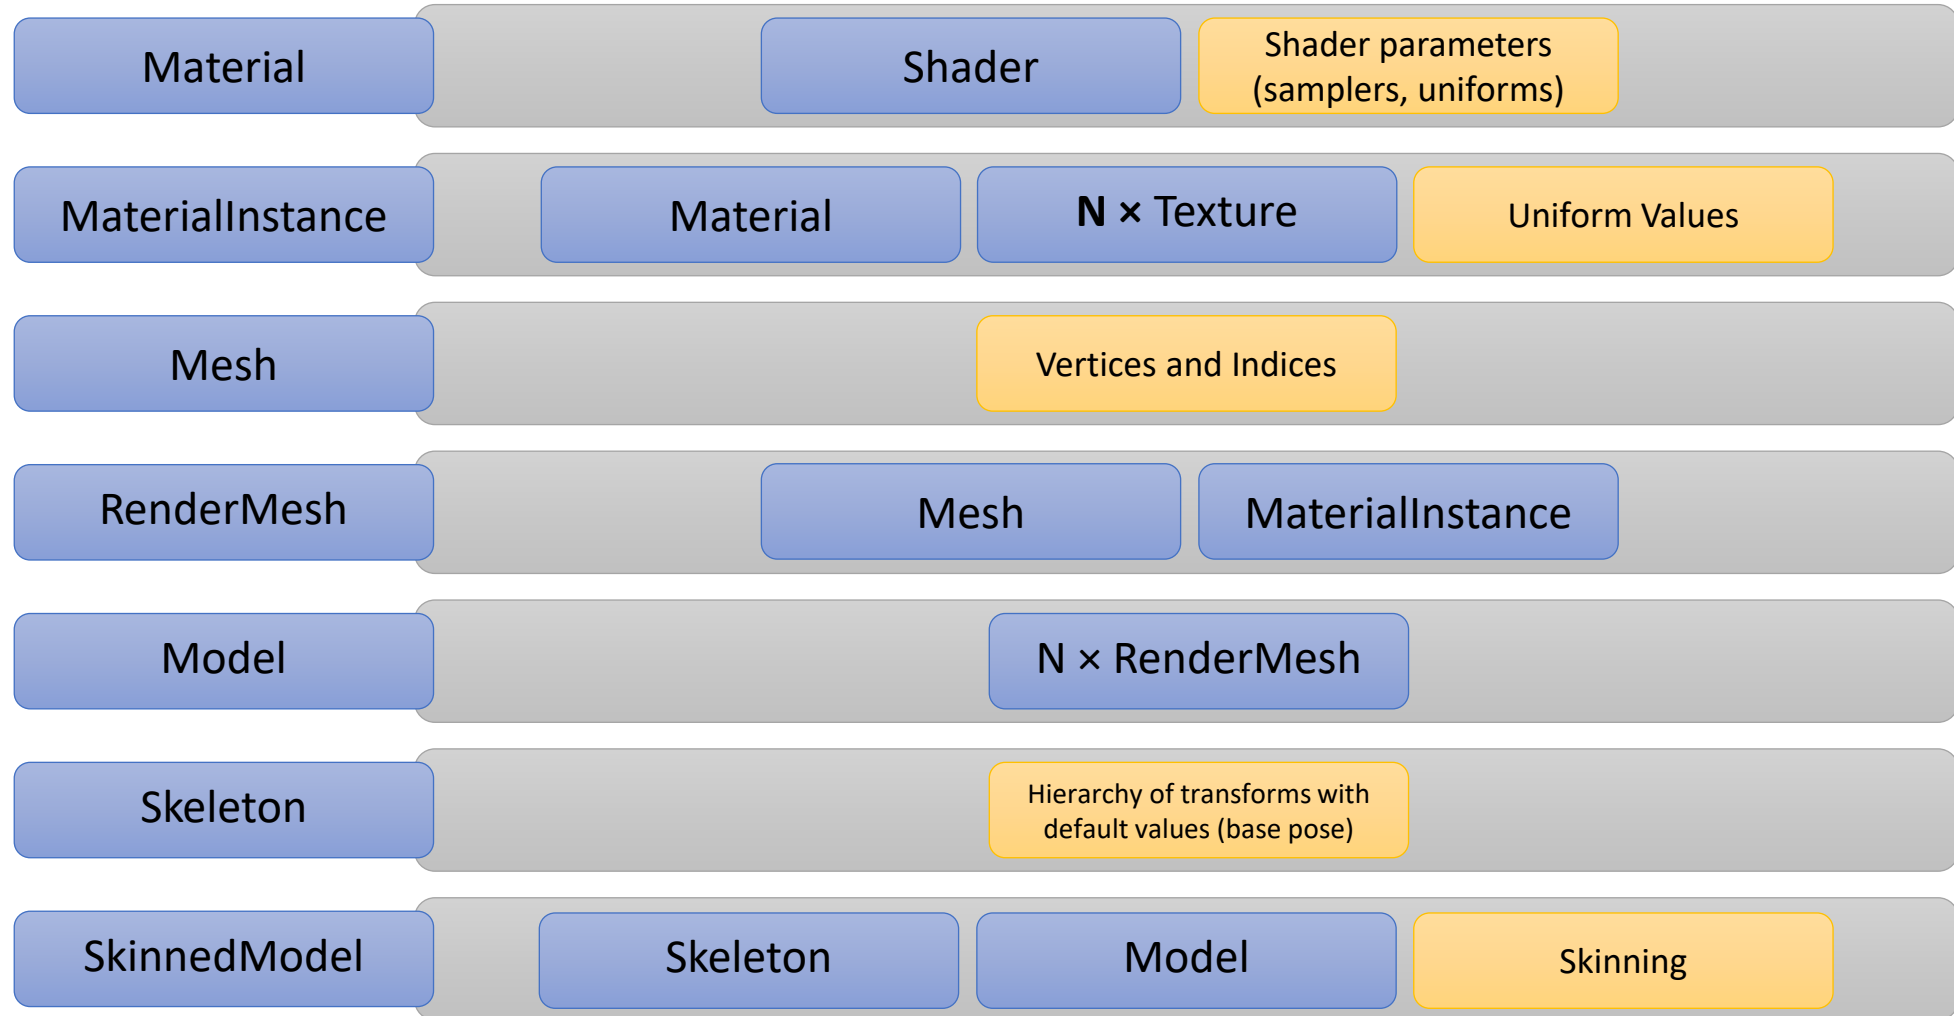 Material
Shader
Shader parameters
(samplers, uniforms)
MaterialInstance
Material
N × Texture
Uniform Values
Mesh
Vertices and Indices
RenderMesh
Mesh
MaterialInstance
Model
N × RenderMesh
Skeleton
Hierarchy of transforms with
default values (base pose)
SkinnedModel
Skeleton
Model
Skinning